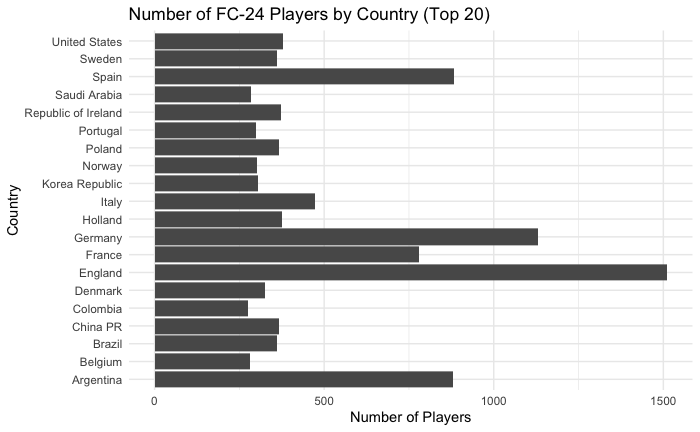 Number of FC-24 Players by Country (Top 20)
Country
United States
Sweden
Spain
Saudi Arabia
Republic of Ireland
Portugal
Poland
Norway
Korea Republic
Italy
Holland
Germany
France
England
Denmark
Colombia
China PR
Brazil
Belgium
Argentina
0 500 1000 1500
Number of Players